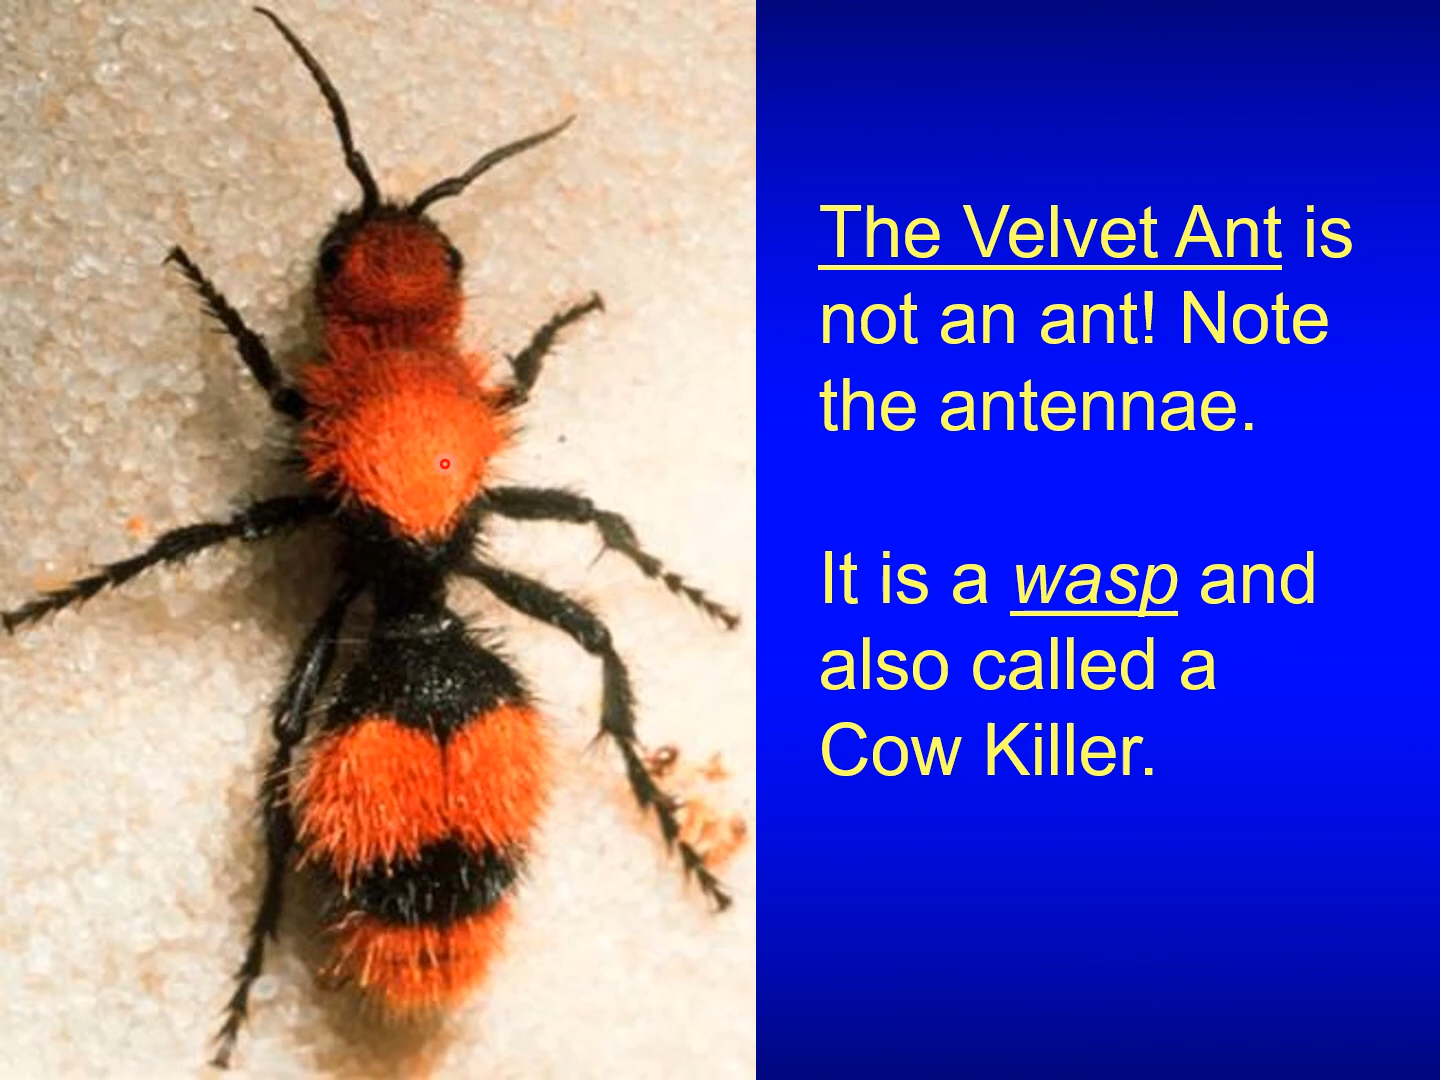 The Velvet Ant is
not an ant! Note
the antennae.
It is a wasp and
also called a
Cow Killer.